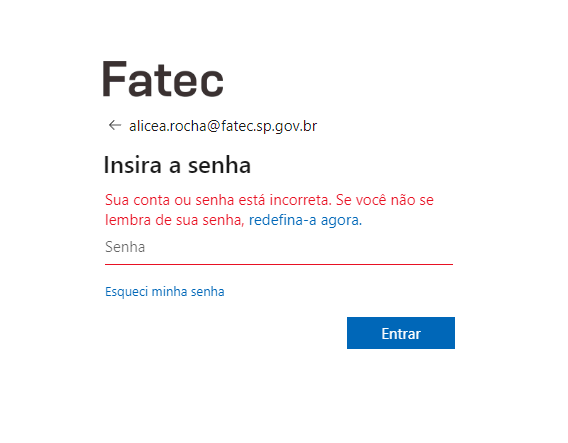 Fatec
← alicea.rocha@fatec.sp.gov.br
Insira a senha
Sua conta ou senha está incorreta. Se você não se
lembra de sua senha, redefina-a agora.
Senha
Esqueci minha senha
Entrar